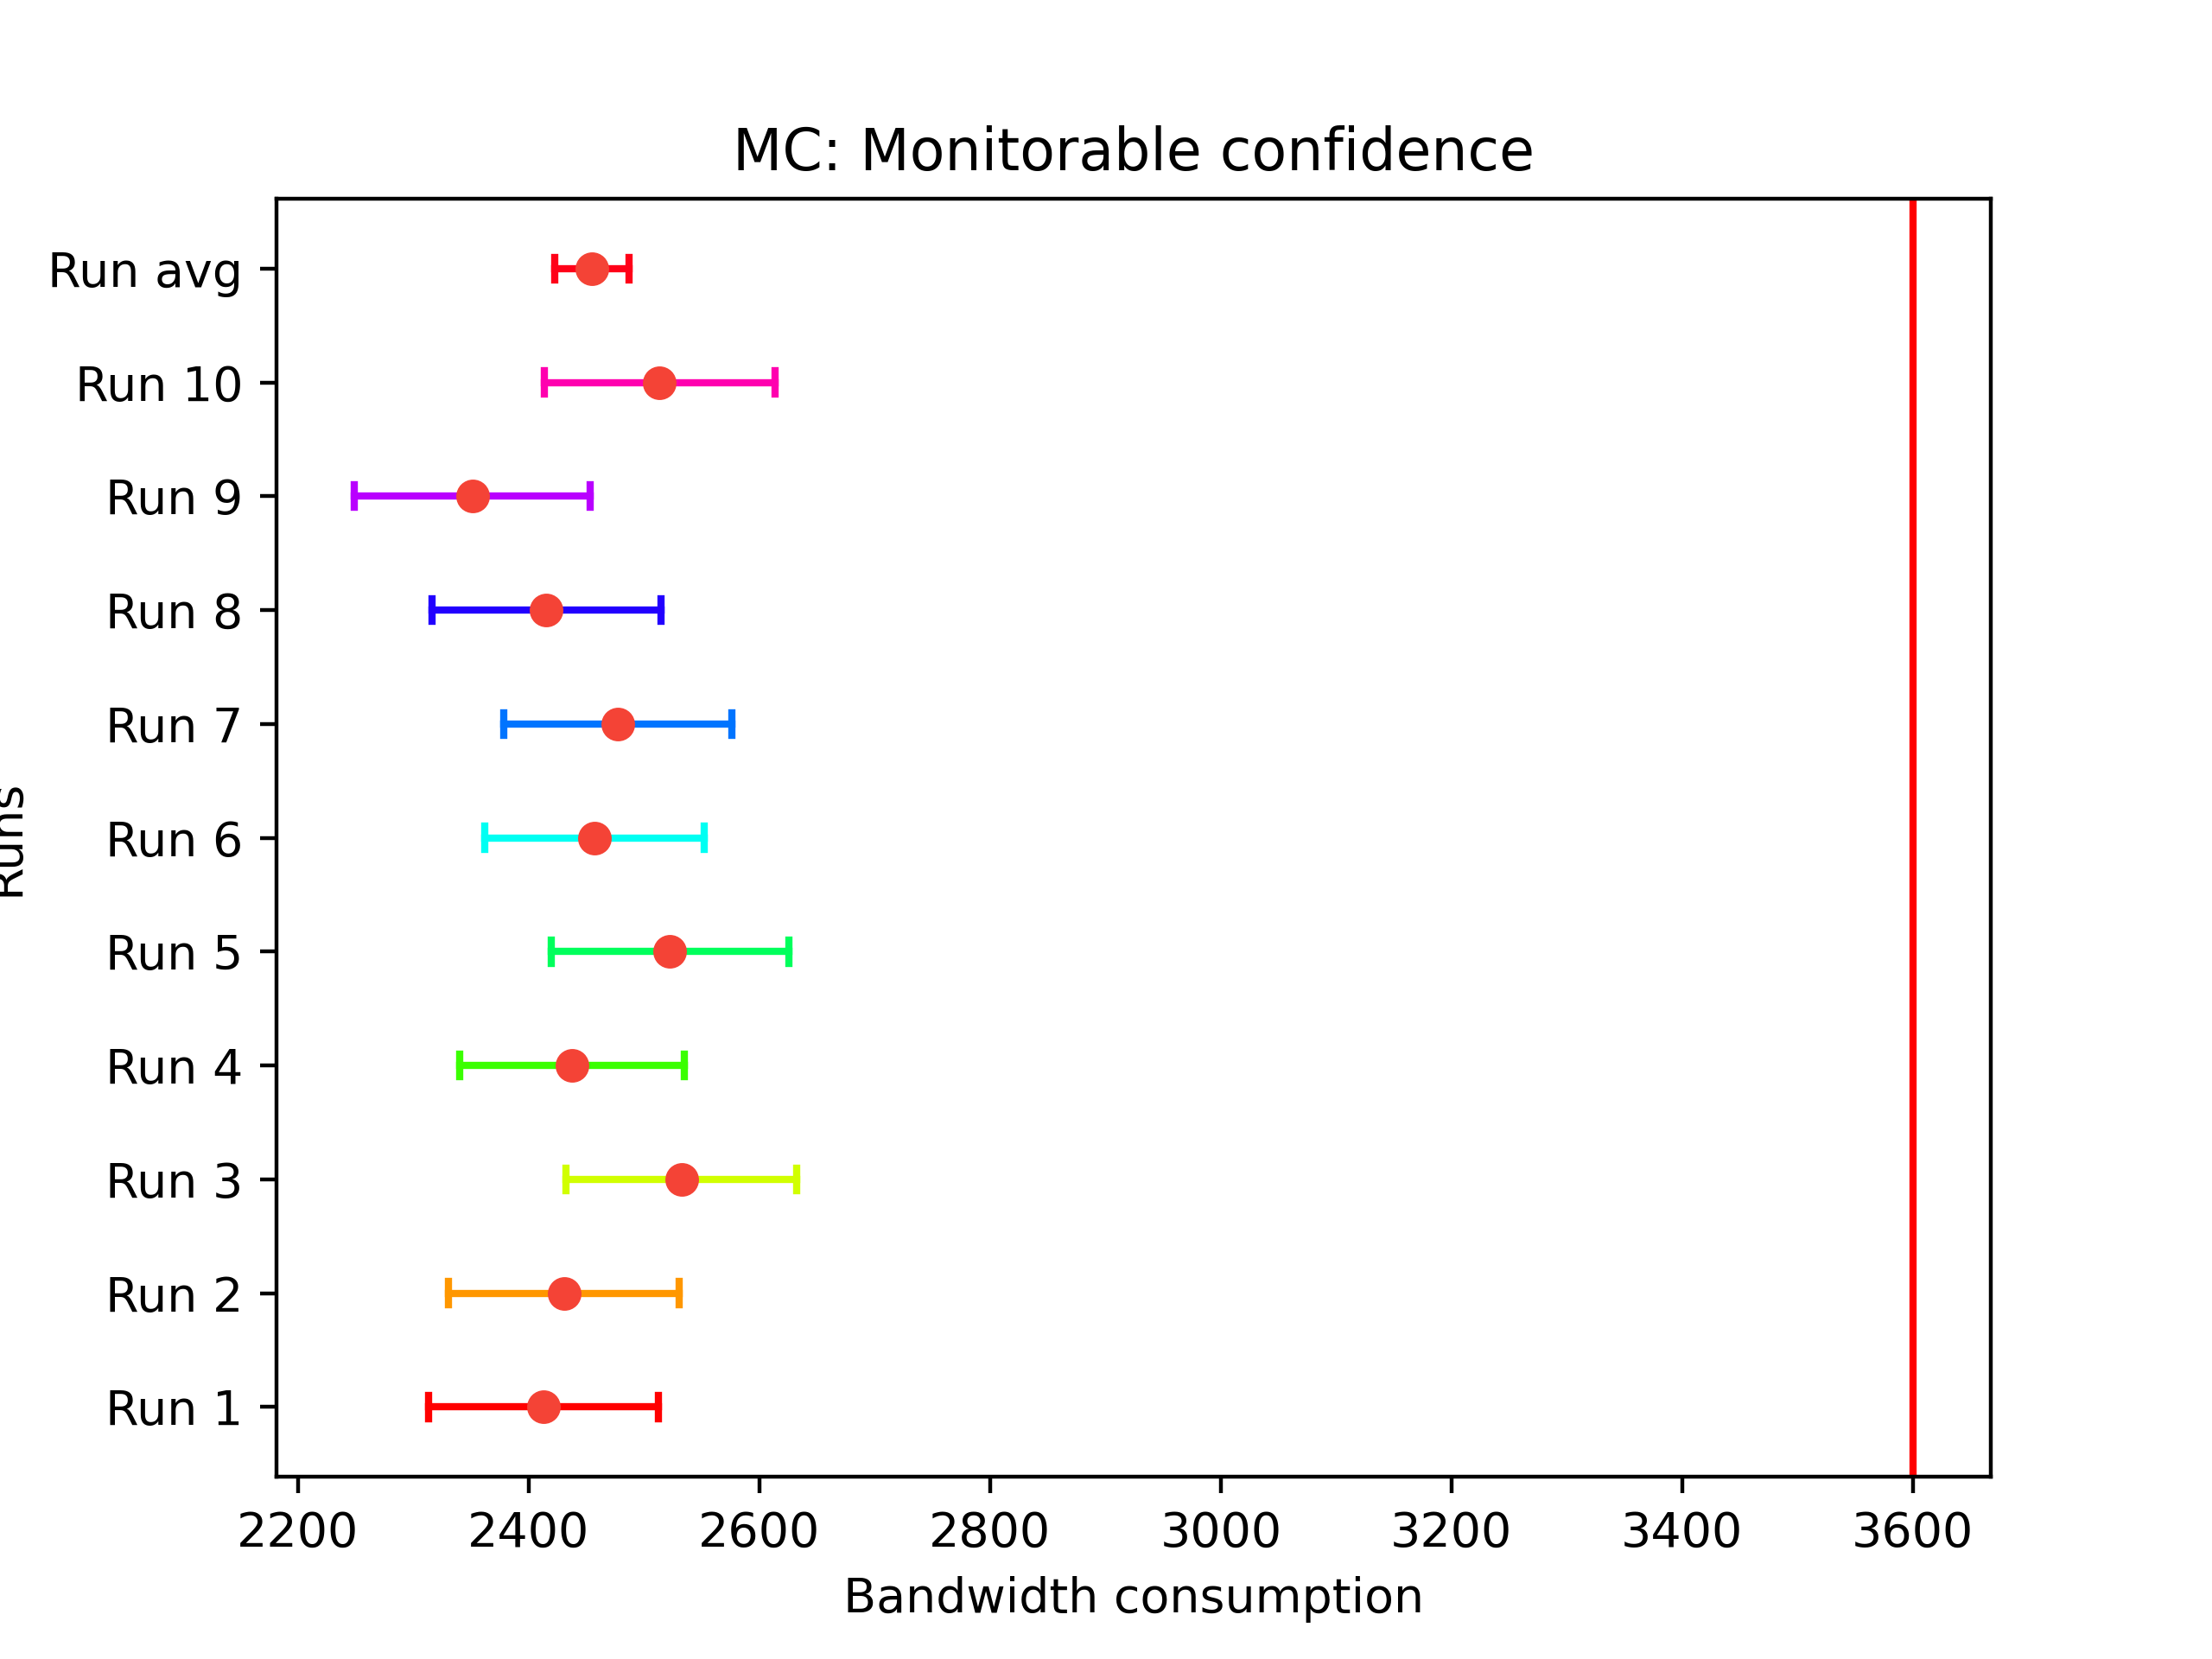 MC: Monitorable confidence
Run avg
Run 10
Run 9
Run 8
Run 7
Run 6
Run 5
Run 4
Run 3
Run 2
Run 1
Runs
2200 2400 2600 2800 3000 3200 3400 3600
Bandwidth consumption